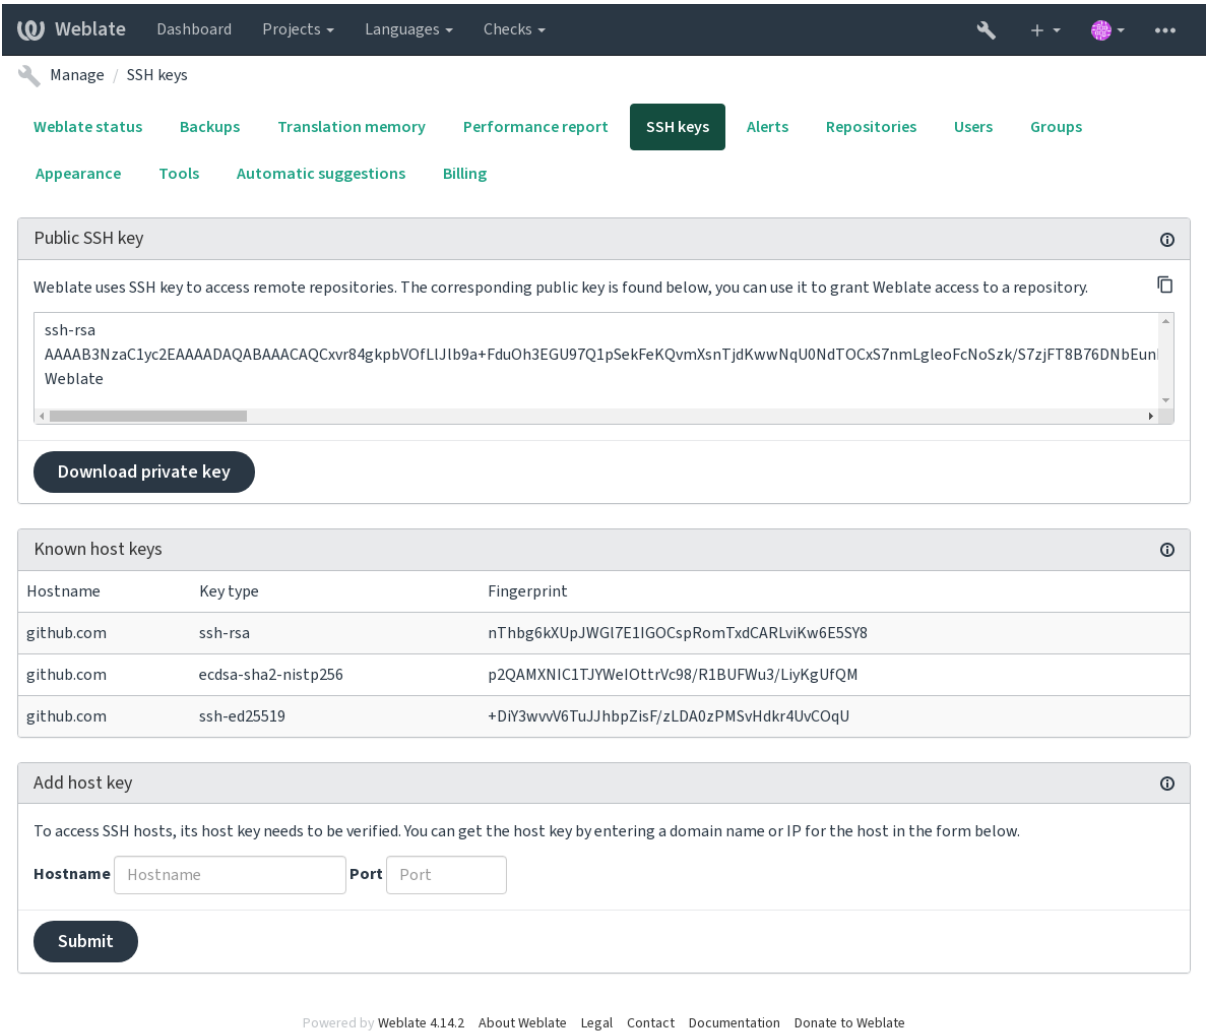 Weblate Dashboard Projects Languages Checks
Manage / SSH keys
Weblate status Backups Translation memory Performance report SSH keys Alerts Repositories Users Groups
Appearance Tools Automatic suggestions Billing
Public SSH key
Weblate uses SSH key to access remote repositories. The corresponding public key is found below, you can use it to grant Weblate access to a repository.
ssh-rsa
AAAAB3NzaC1yc2EAAAADAQABAAACAQCxvr84gkpbVOfLlJlb9a+FduOh3EGU97Q1pSekFeKQvmXsnTjdKwwNqU0NdTOCxS7nmLgleoFcNoSzk/S7zjFT8B76DNbEun
Weblate
Download private key
Known host keys
Hostname Key type Fingerprint
github.com ssh-rsa nThbg6kXUpJWGl7E1IGOCspRomTxdCARLviKw6E5SY8
github.com ecdsa-sha2-nistp256 p2QAMXNIC1TJYWeIOttrVc98/R1BUFWu3/LiyKgUfQM
github.com ssh-ed25519 +DiY3wvvV6TuJJhbpZisF/zLDA0zPMSvHdkr4UvCOqU
Add host key
To access SSH hosts, its host key needs to be verified. You can get the host key by entering a domain name or IP for the host in the form below.
Hostname Hostname Port Port
Submit
Powered by Weblate 4.14.2 About Weblate Legal Contact Documentation Donate to Weblate